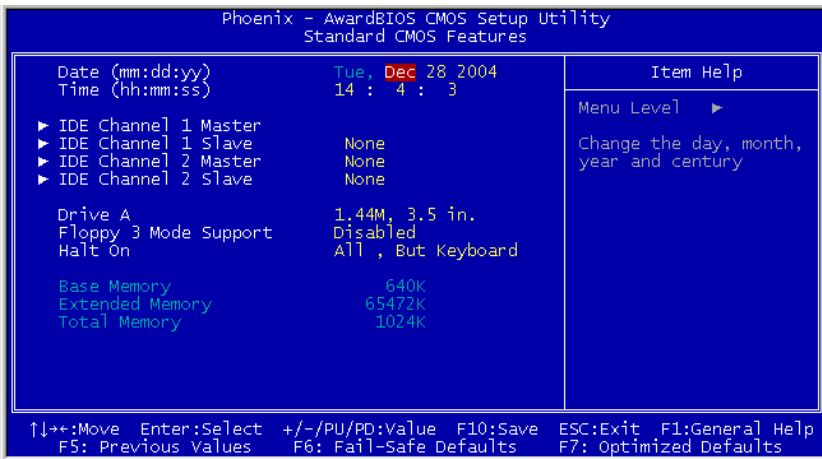 Phoenix - AwardBIOS CMOS Setup Utility
Standard CMOS Features
Date (mm:dd:yy) Tue, Dec 28 2004
Time (hh:mm:ss) 14 : 4 : 3
► IDE Channel 1 Master
► IDE Channel 1 Slave None
► IDE Channel 2 Master None
► IDE Channel 2 Slave None
Drive A 1.44M, 3.5 in.
Floppy 3 Mode Support Disabled
Halt On All , But Keyboard
Base Memory 640K
Extended Memory 65472K
Total Memory 1024K
Item Help
Menu Level ►
Change the day, month,
year and century
↑↓→←:Move Enter:Select +/-/PU/PD:Value F10:Save ESC:Exit F1:General Help
F5: Previous Values F6: Fail-Safe Defaults F7: Optimized Defaults